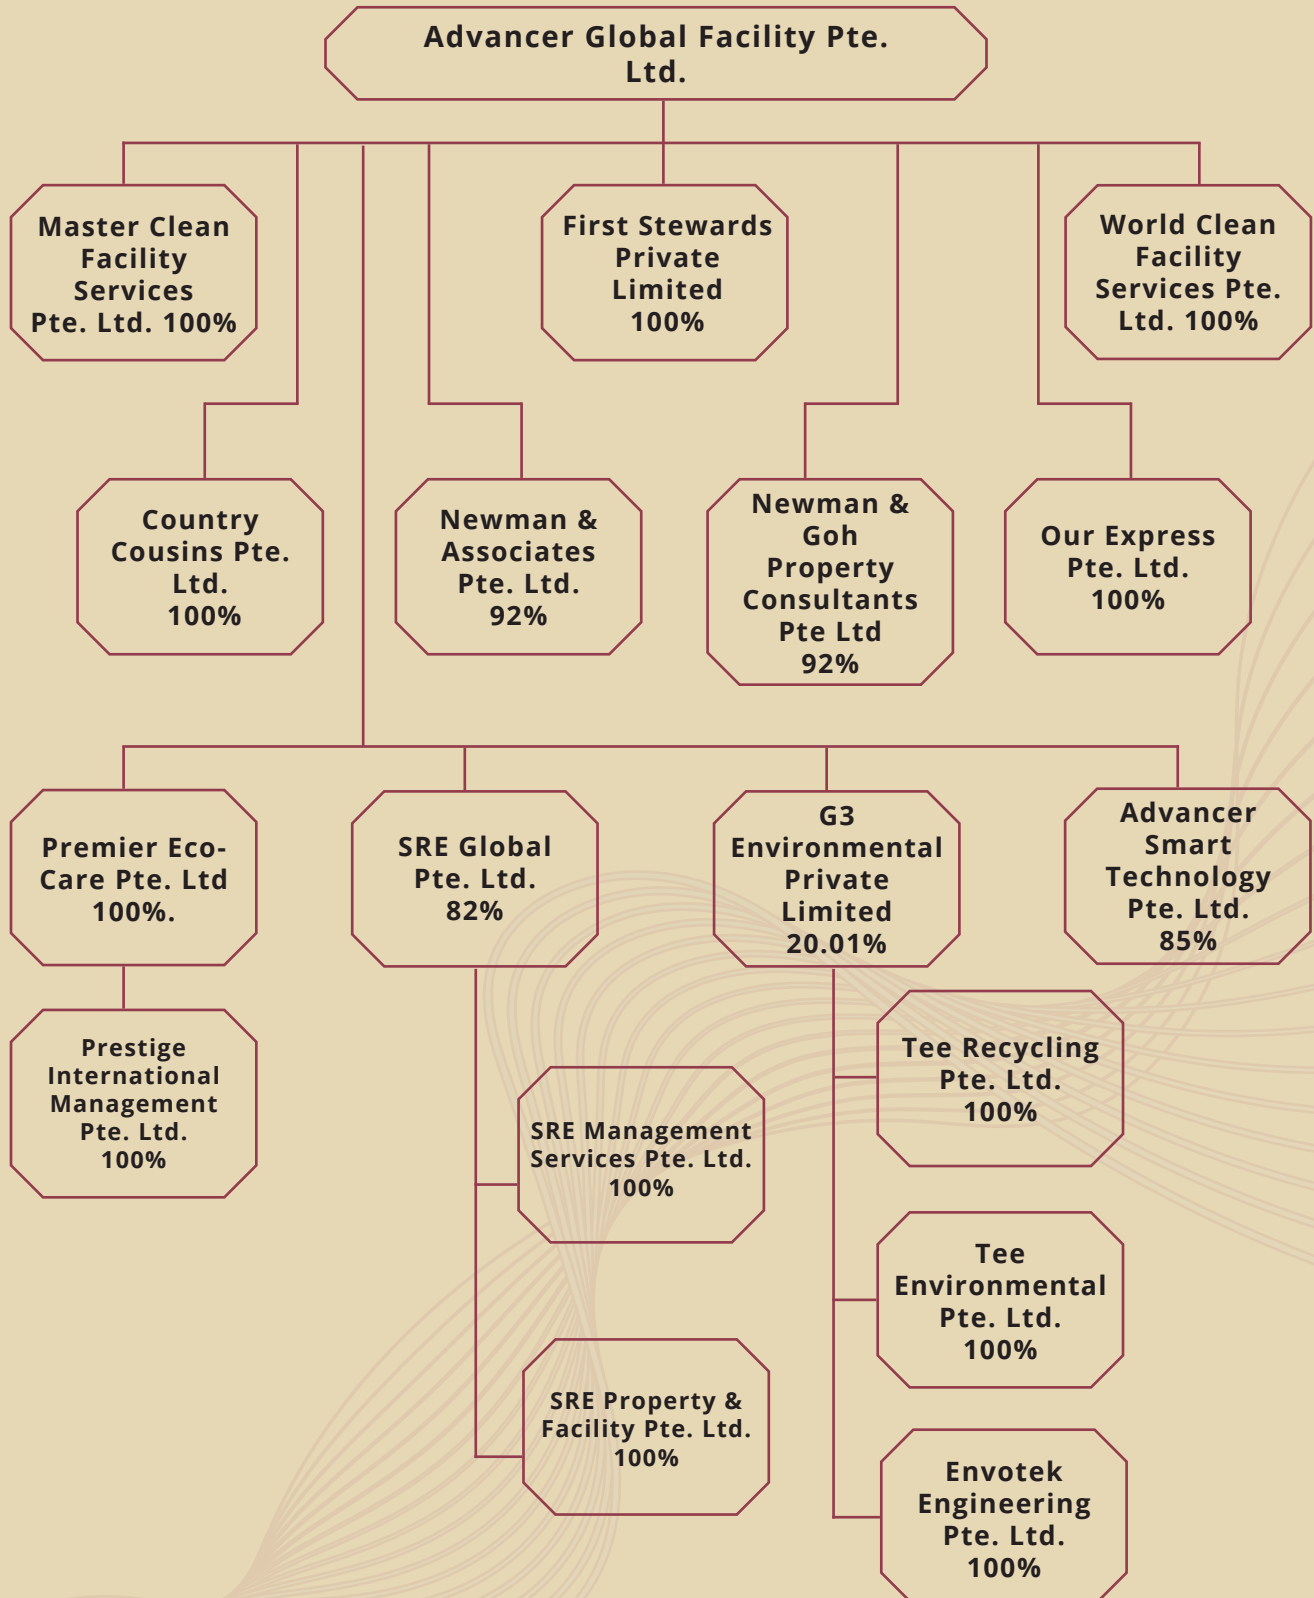 Advancer Global Facility Pte.
Ltd.
Master Clean
Facility
Services
Pte. Ltd. 100%
First Stewards
Private
Limited
100%
World Clean
Facility
Services Pte.
Ltd. 100%
Country
Cousins Pte.
Ltd.
100%
Newman &
Associates
Pte. Ltd.
92%
Newman &
Goh
Property
Consultants
Pte Ltd
92%
Our Express
Pte. Ltd.
100%
Premier Eco-
Care Pte. Ltd
100%.
SRE Global
Pte. Ltd.
82%
G3
Environmental
Private
Limited
20.01%
Advancer
Smart
Technology
Pte. Ltd.
85%
Prestige
International
Management
Pte. Ltd.
100%
SRE Management
Services Pte. Ltd.
100%
SRE Property &
Facility Pte. Ltd.
100%
Tee Recycling
Pte. Ltd.
100%
Tee
Environmental
Pte. Ltd.
100%
Envotek
Engineering
Pte. Ltd.
100%